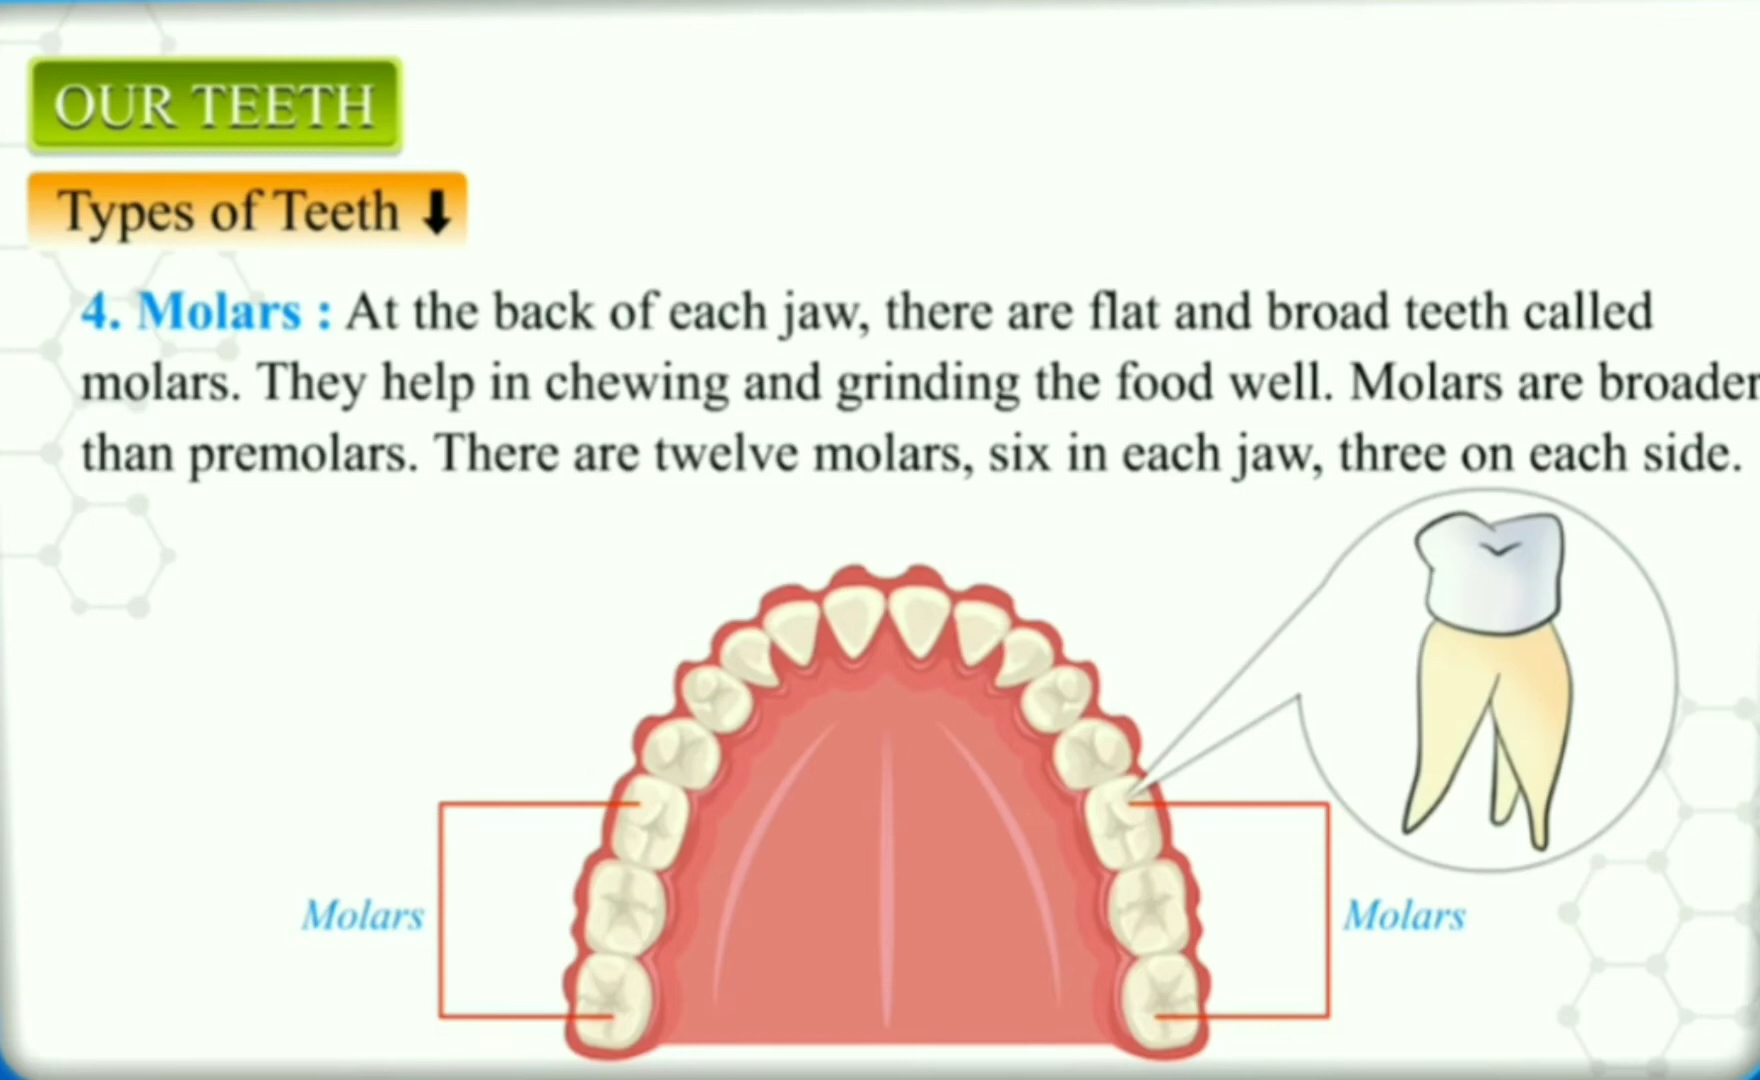 OUR TEETH
Types of Teeth ⬇
4. Molars : At the back of each jaw, there are flat and broad teeth called
molars. They help in chewing and grinding the food well. Molars are broader
than premolars. There are twelve molars, six in each jaw, three on each side.
Molars
Molars